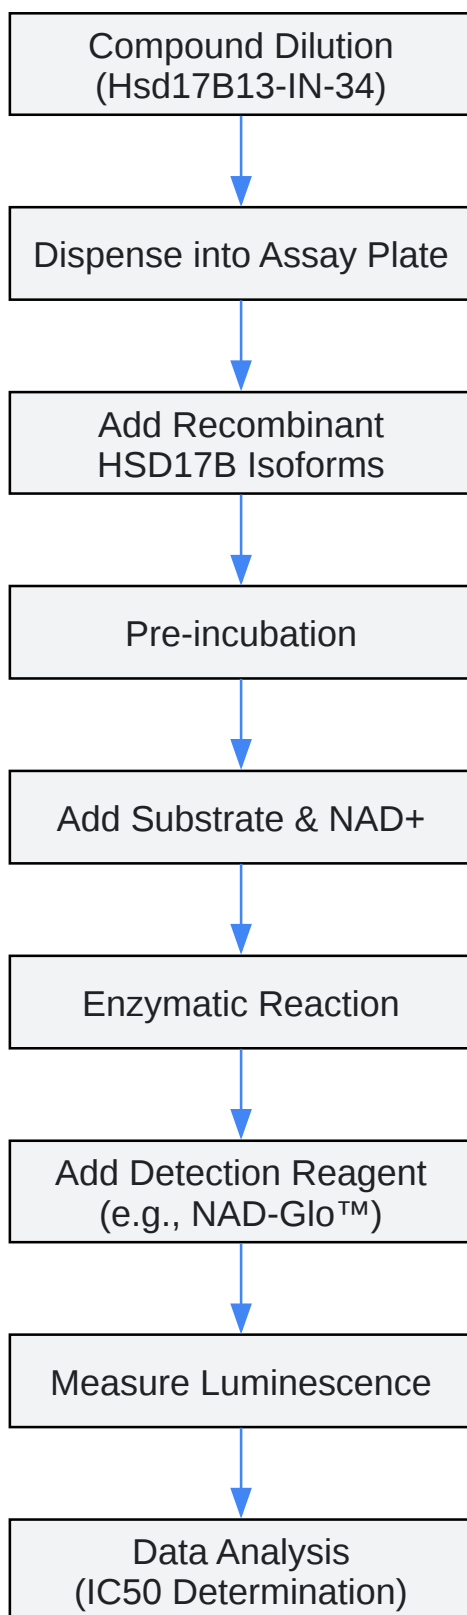 Compound Dilution
(Hsd17B13-IN-34)
Dispense into Assay Plate
Add Recombinant
HSD17B Isoforms
Pre-incubation
Add Substrate & NAD+
Enzymatic Reaction
Add Detection Reagent
(e.g., NAD-Glo™)
Measure Luminescence
Data Analysis
(IC50 Determination)